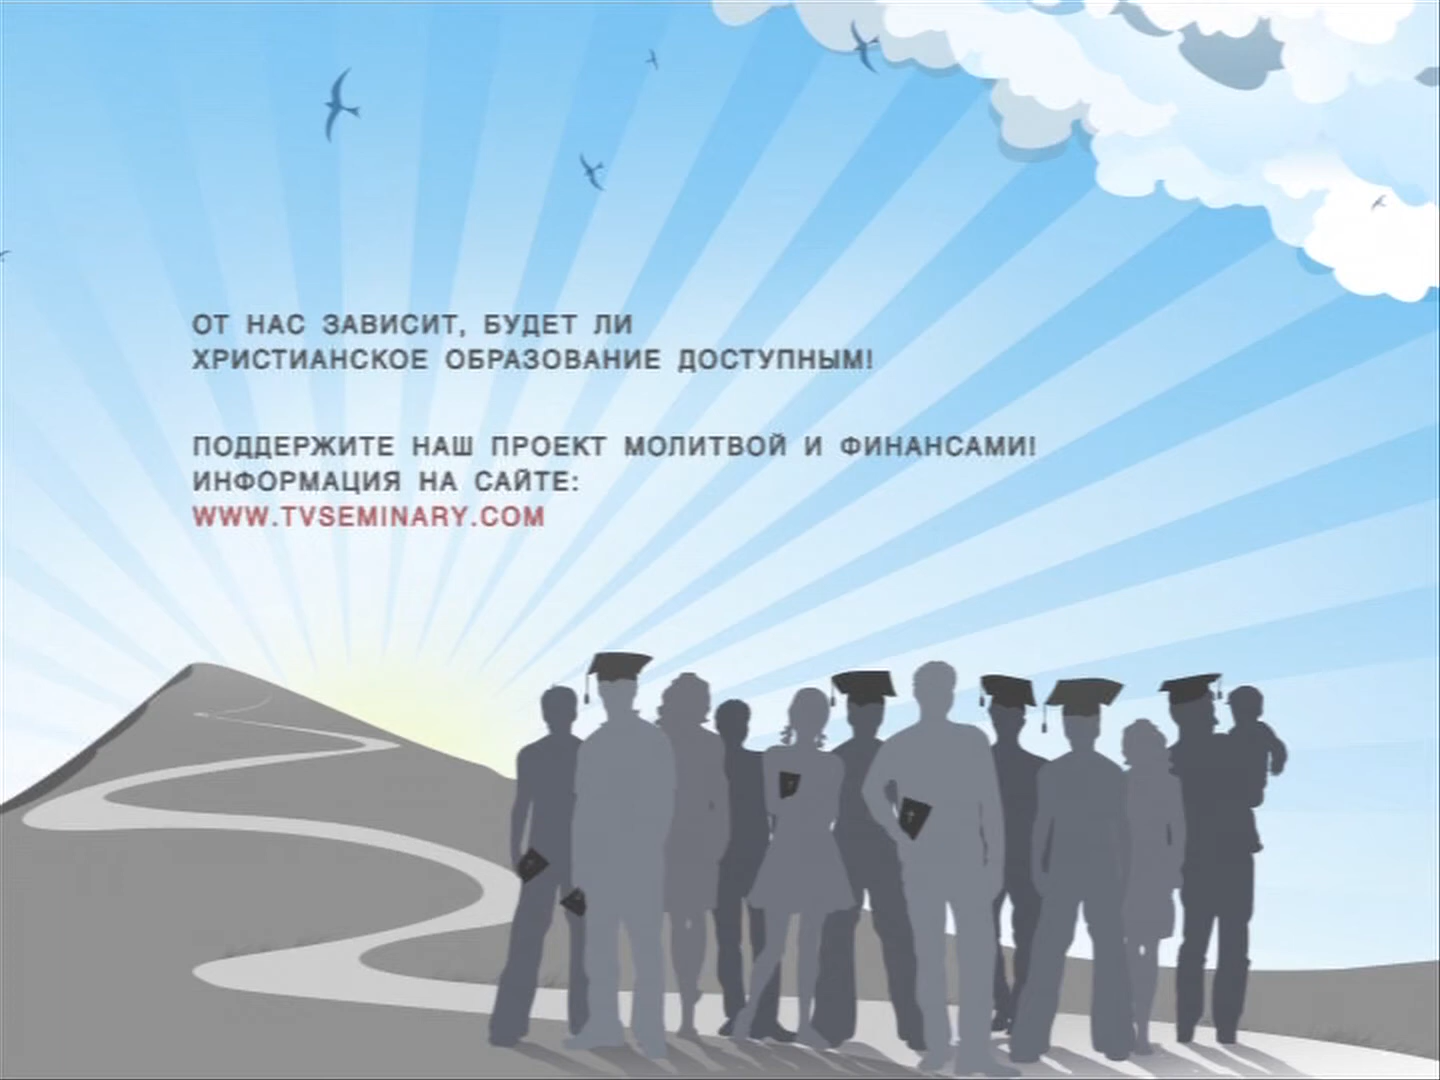 ОТ НАС ЗАВИСИТ, БУДЕТ ЛИ
ХРИСТИАНСКОЕ ОБРАЗОВАНИЕ ДОСТУПНЫМ!
ПОДДЕРЖИТЕ НАШ ПРОЕКТ МОЛИТВОЙ И ФИНАНСАМИ!
ИНФОРМАЦИЯ НА САЙТЕ:
WWW.TVSEMINARY.COM